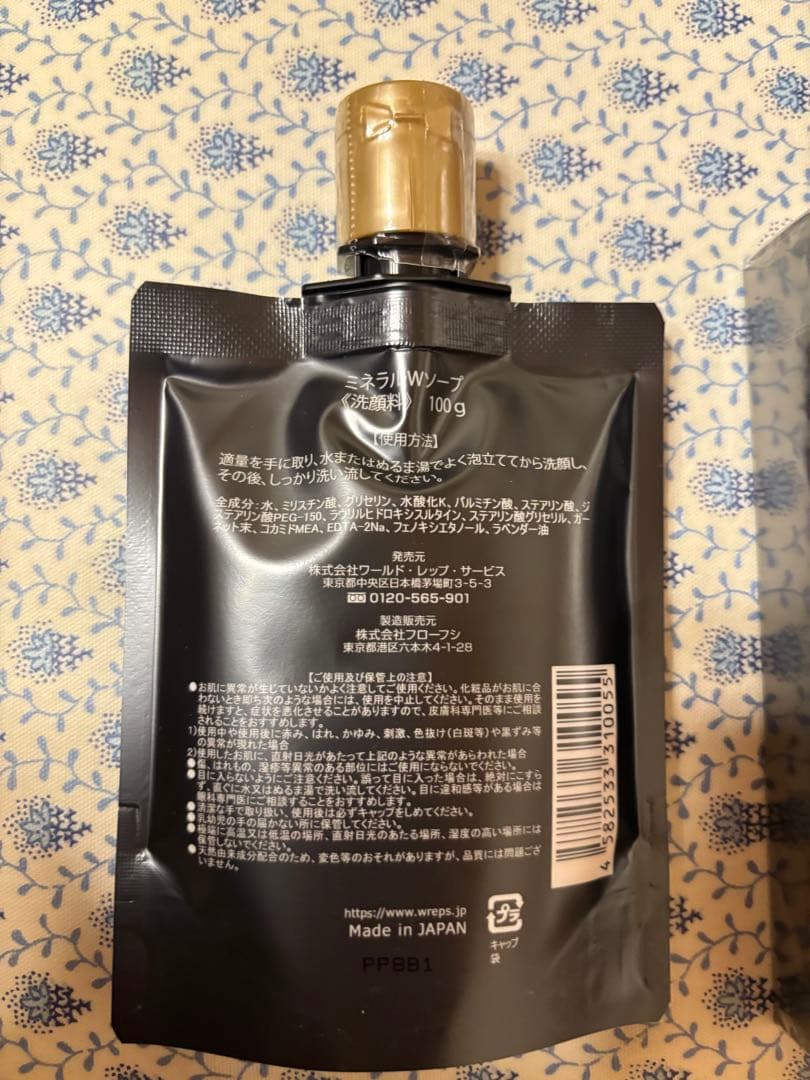 ミネラルWソープ
《洗顔料》 100g
【使用方法】
適量を手に取り、水またはぬるま湯でよく泡立ててから洗顔し、
その後、しっかり洗い流してください。
全成分:水、ミリスチン酸、グリセリン、水酸化K、パルミチン酸、ステアリン酸、ジ
ステアリン酸PEG-150、ラウリルヒドロキシスルタイン、ステアリン酸グリセリル、ガー
ネット末、コカミドMEA、EDTA-2Na、フェノキシエタノール、ラベンダー油
発売元
株式会社ワールド・レップ・サービス
東京都中央区日本橋茅場町3-5-3
0120-565-901
製造販売元
株式会社フローフシ
東京都港区六本木4-1-28
【ご使用及び保管上の注意】
●お肌に異常が生じていないかよく注意してご使用ください。化粧品がお肌に合
わないとき即ち次のような場合には、使用を中止してください。そのまま使用を
続けますと、症状を悪化させることがありますので、皮膚科専門医等にご相談
されることをおすすめします。
1)使用中や使用後に赤み、はれ、かゆみ、刺激、色抜け(白斑等)や黒ずみ等
の異常が現れた場合
2)使用したお肌に、直射日光があたって上記のような異常があらわれた場合
●傷、はれもの、湿疹等異常のある部位にはご使用にならないでください。
●目に入らないようにご注意ください。誤って目に入った場合は、絶対にこすら
ず、直ぐに水又はぬるま湯で洗い流してください。目に違和感等がある場合は
眼科専門医にご相談することをおすすめします。
●清潔な手で取り扱い、使用後は必ずキャップをしめてください。
●乳幼児の手の届かない所に保管してください。
●極端に高温又は低温の場所、直射日光のあたる場所、湿度の高い場所には
保管しないでください。
●天然由来成分配合のため、変色等のおそれがありますが、品質には問題ござ
いません。
4 582533 310055
https://www.wreps.jp
Made in JAPAN
プラ
キャップ
袋
PP8B1